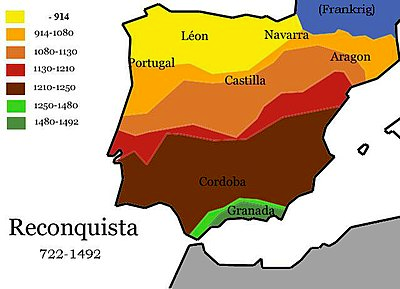 - 914
914-1080
1080-1130
1130-1210
1210-1250
1250-1480
1480-1492
(Frankrig)
Léon
Navarra
Portugal
Aragon
Castilla
Cordoba
Granada
Reconquista
722-1492